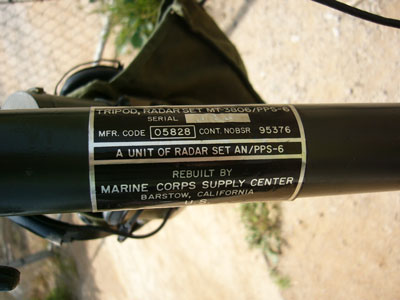 TRIPOD, RADAR SET MT-3806/PPS-6
SERIAL
MFR. CODE 05828 CONT. NOBSR 95376
A UNIT OF RADAR SET AN/PPS-6
REBUILT BY
MARINE CORPS SUPPLY CENTER
BARSTOW, CALIFORNIA
U.S.